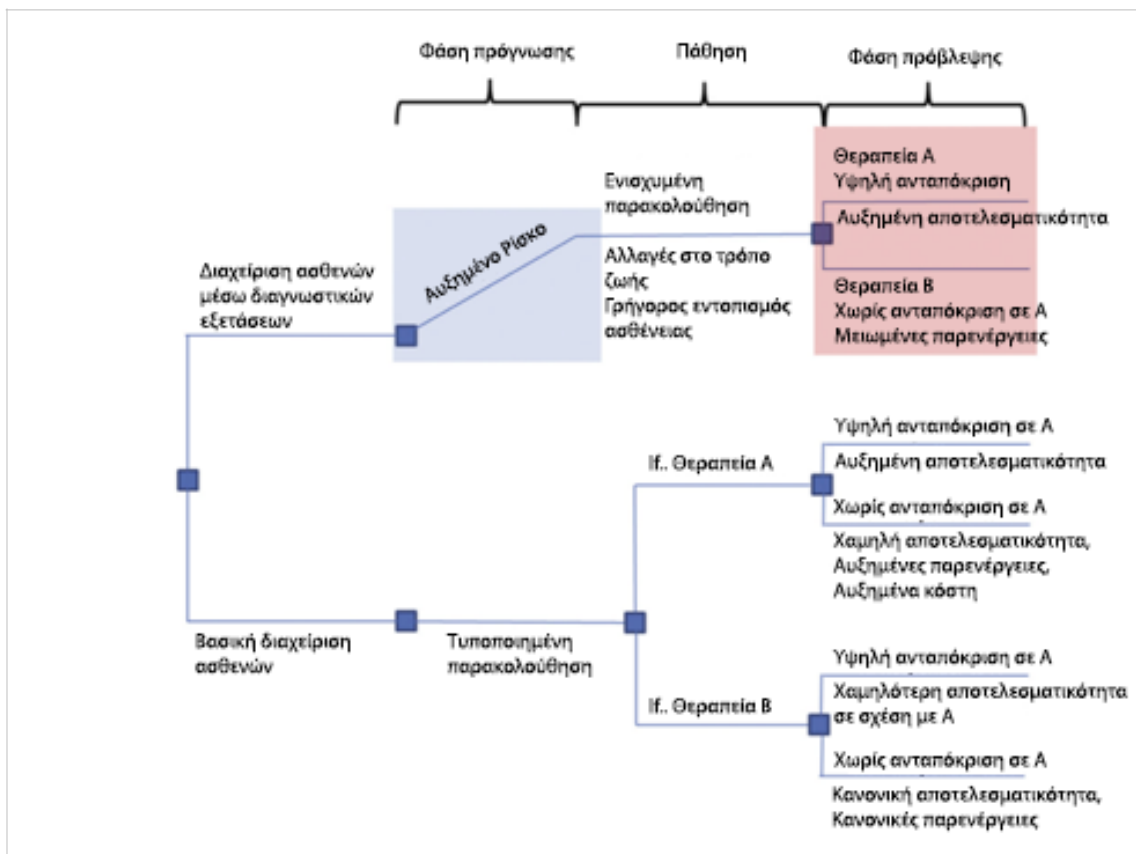 Φάση πρόγνωσης
Πάθηση
Φάση πρόβλεψης
Θεραπεία Α
Υψηλή ανταπόκριση
Αυξημένη αποτελεσματικότητα
Θεραπεία Β
Χωρίς ανταπόκριση σε Α
Μειωμένες παρενέργειες
Ενισχυμένη
παρακολούθηση
Αλλαγές στο τρόπο
ζωής
Γρήγορος εντοπισμός
ασθένειας
Αυξημένο Ρίσκο
Διαχείριση ασθενών
μέσω διαγνωστικών
εξετάσεων
Υψηλή ανταπόκριση σε Α
If.. Θεραπεία Α
Αυξημένη αποτελεσματικότητα
Χωρίς ανταπόκριση σε Α
Χαμηλή αποτελεσματικότητα,
Αυξημένες παρενέργειες,
Αυξημένα κόστη
Βασική διαχείριση
ασθενών
Τυποποιημένη
παρακολούθηση
Υψηλή ανταπόκριση σε Α
If.. Θεραπεία Β
Χαμηλότερη αποτελεσματικότητα
σε σχέση με Α
Χωρίς ανταπόκριση σε Α
Κανονική αποτελεσματικότητα,
Κανονικές παρενέργειες